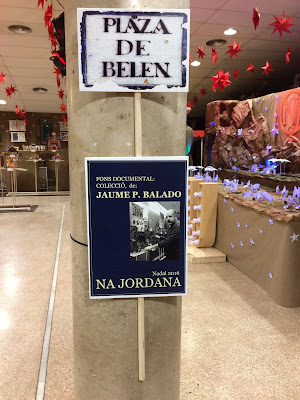 PLAZA
DE
BELEN
FONS DOCUMENTAL:
COLECCIÓ, de:
JAUME P. BALADO
Nadal 2016
NA JORDANA